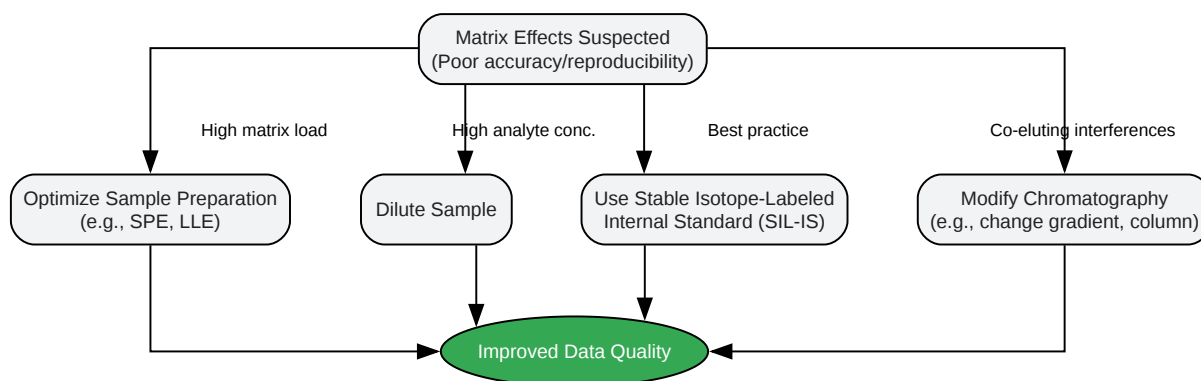 Matrix Effects Suspected
(Poor accuracy/reproducibility)
High matrix load
High analyte conc.
Best practice
Co-eluting interferences
Optimize Sample Preparation
(e.g., SPE, LLE)
Dilute Sample
Use Stable Isotope-Labeled
Internal Standard (SIL-IS)
Modify Chromatography
(e.g., change gradient, column)
Improved Data Quality